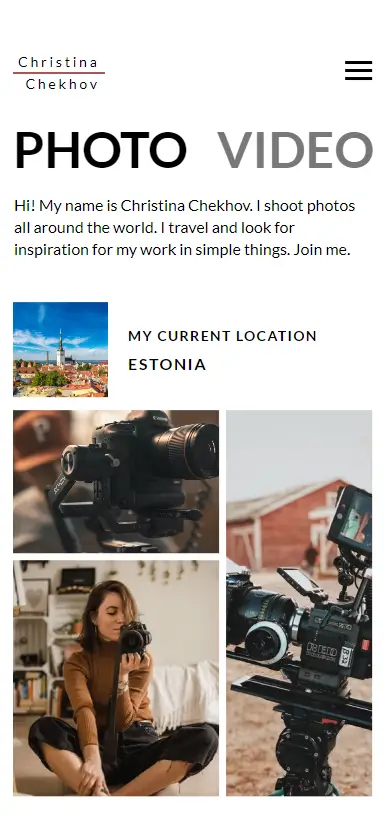 Christina
Chekhov
PHOTO VIDEO
Hi! My name is Christina Chekhov. I shoot photos
all around the world. I travel and look for
inspiration for my work in simple things. Join me.
MY CURRENT LOCATION
ESTONIA